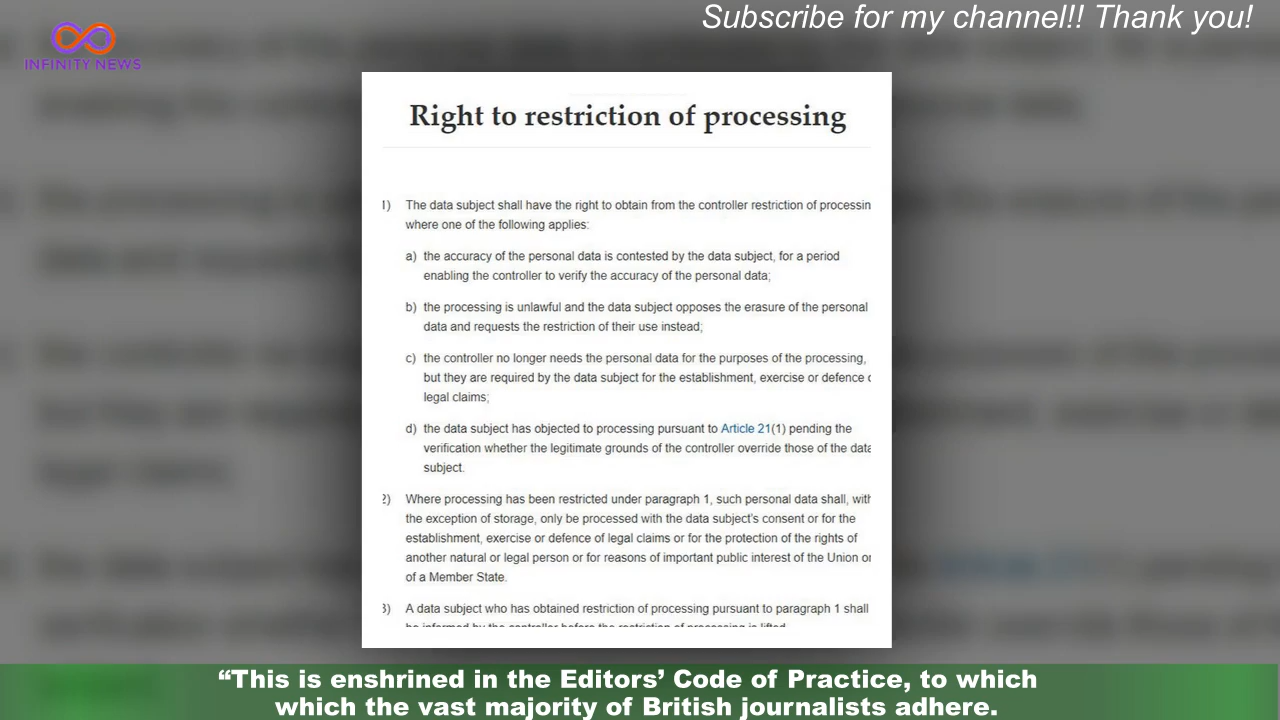 Subscribe for my channel!! Thank you!
INFINITY NEWS
Right to restriction of processing
1) The data subject shall have the right to obtain from the controller restriction of processin
where one of the following applies:
a) the accuracy of the personal data is contested by the data subject, for a period
enabling the controller to verify the accuracy of the personal data;
b) the processing is unlawful and the data subject opposes the erasure of the personal
data and requests the restriction of their use instead;
c) the controller no longer needs the personal data for the purposes of the processing,
but they are required by the data subject for the establishment, exercise or defence
legal claims;
d) the data subject has objected to processing pursuant to Article 21(1) pending the
verification whether the legitimate grounds of the controller override those of the data
subject.
2) Where processing has been restricted under paragraph 1, such personal data shall, with
the exception of storage, only be processed with the data subject's consent or for the
establishment, exercise or defence of legal claims or for the protection of the rights of
another natural or legal person or for reasons of important public interest of the Union or
of a Member State.
3) A data subject who has obtained restriction of processing pursuant to paragraph 1 shall
be informed by the controller before the restriction of processing is lifted
“This is enshrined in the Editors’ Code of Practice, to which
which the vast majority of British journalists adhere.